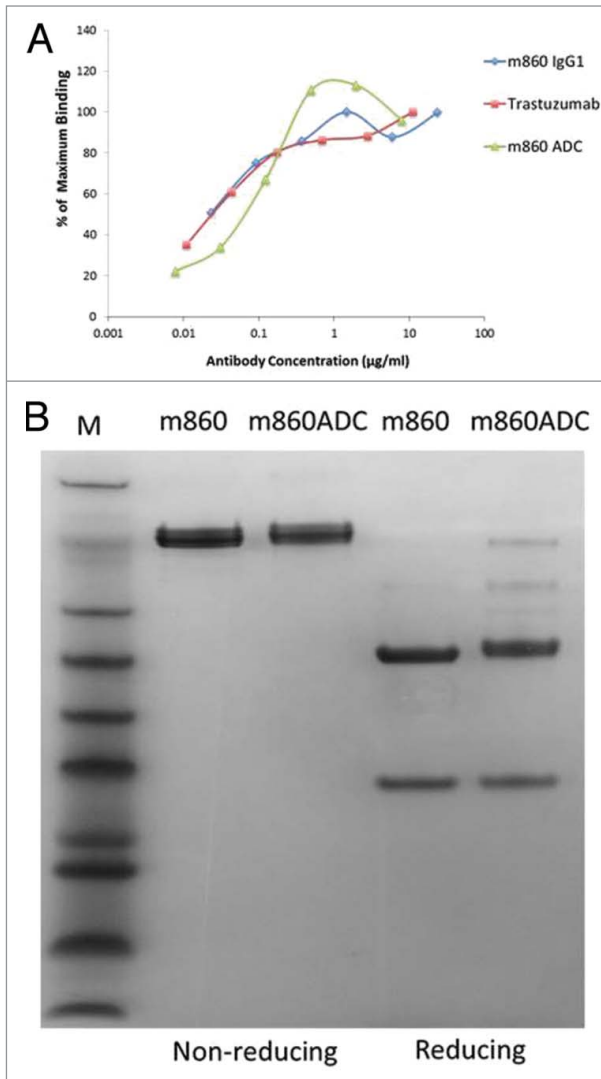 A
140
120
100
80
60
40
20
0
% of Maximum Binding
0.001 0.01 0.1 1 10 100
Antibody Concentration (µg/ml)
m860 IgG1
Trastuzumab
m860 ADC
B
M m860 m860ADC m860 m860ADC
Non-reducing Reducing